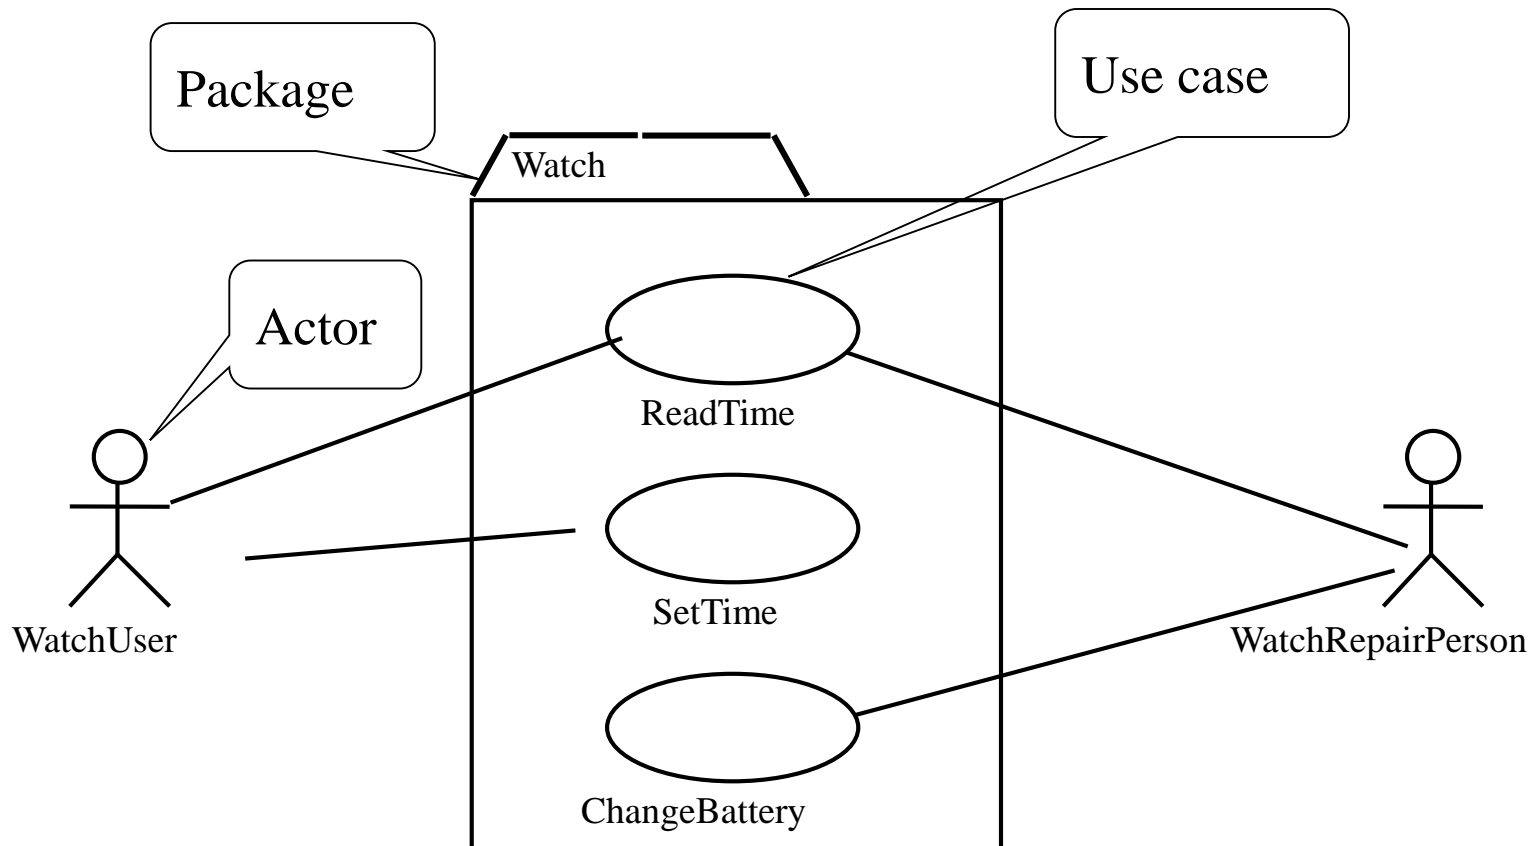 Package
Use case
Watch
Actor
ReadTime
SetTime
WatchUser
WatchRepairPerson
ChangeBattery